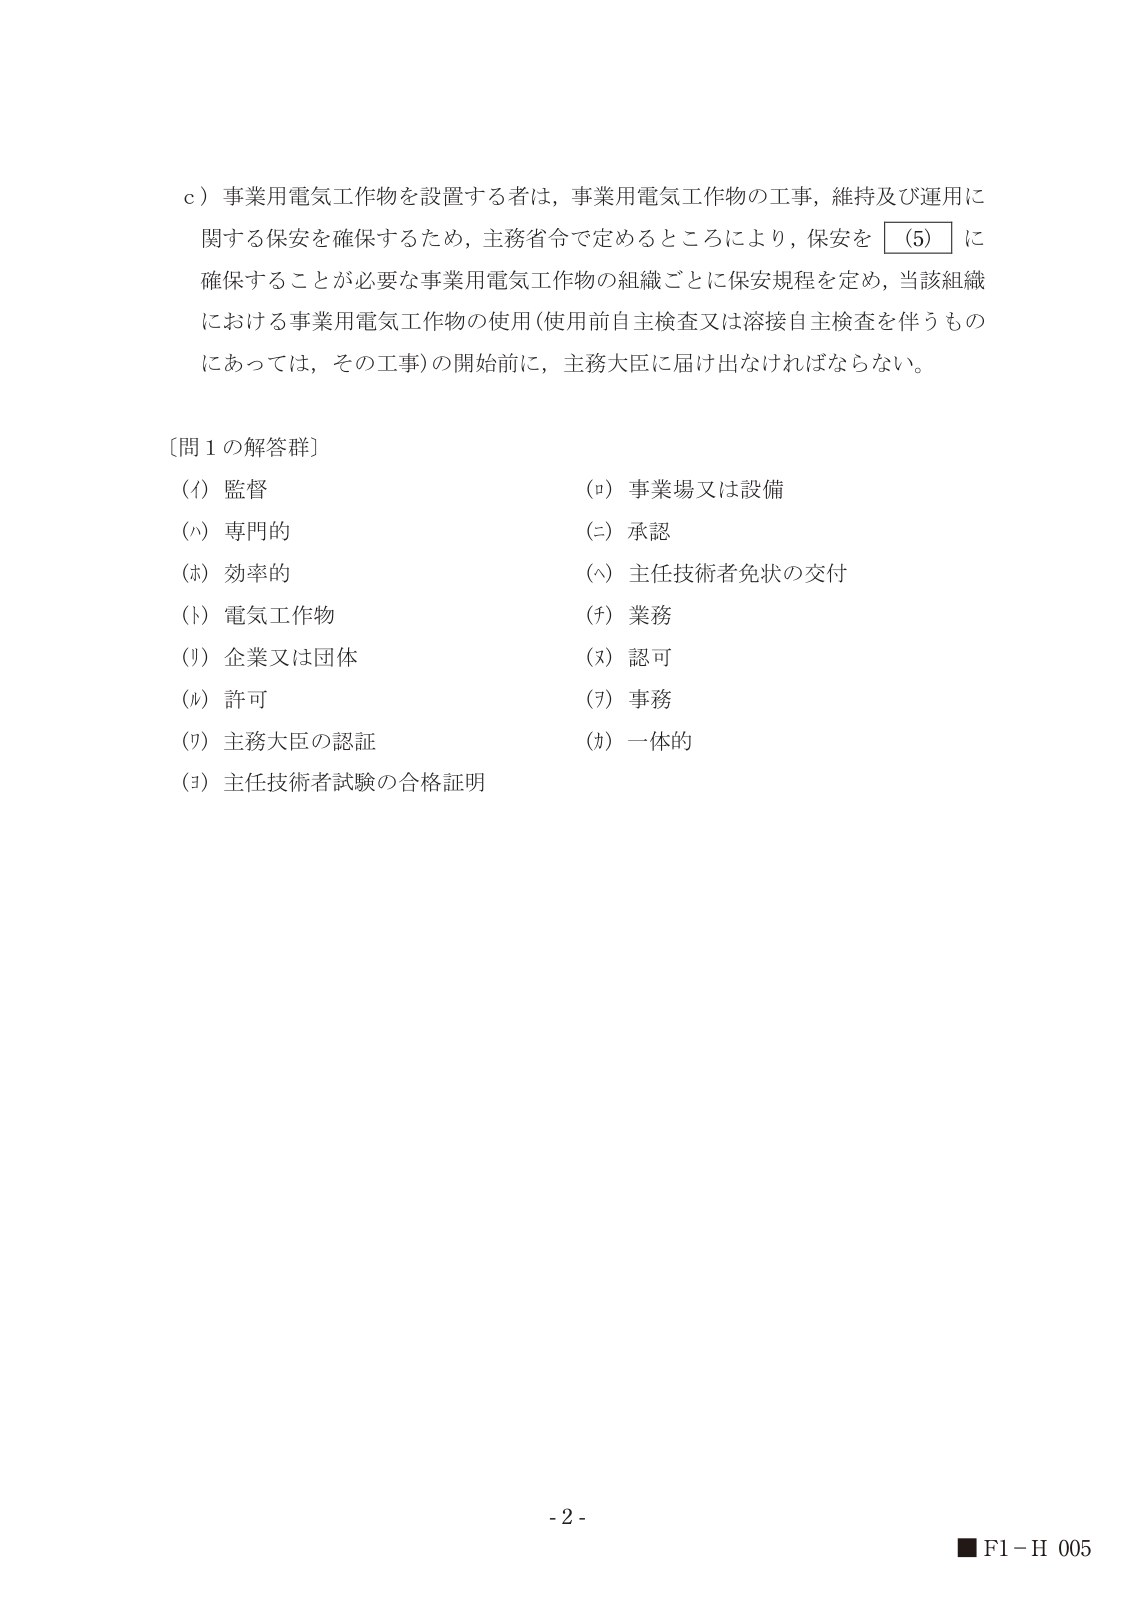 c）事業用電気工作物を設置する者は，事業用電気工作物の工事，維持及び運用に
関する保安を確保するため，主務省令で定めるところにより，保安を （5） に
確保することが必要な事業用電気工作物の組織ごとに保安規程を定め，当該組織
における事業用電気工作物の使用（使用前自主検査又は溶接自主検査を伴うもの
にあっては，その工事）の開始前に，主務大臣に届け出なければならない。
〔問１の解答群〕
（イ） 監督 （ロ） 事業場又は設備
（ハ） 専門的 （ニ） 承認
（ホ） 効率的 （ヘ） 主任技術者免状の交付
（ト） 電気工作物 （チ） 業務
（リ） 企業又は団体 （ヌ） 認可
（ル） 許可 （ヲ） 事務
（ワ） 主務大臣の認証 （カ） 一体的
（ヨ） 主任技術者試験の合格証明
- 2 -
■ F1－H 005